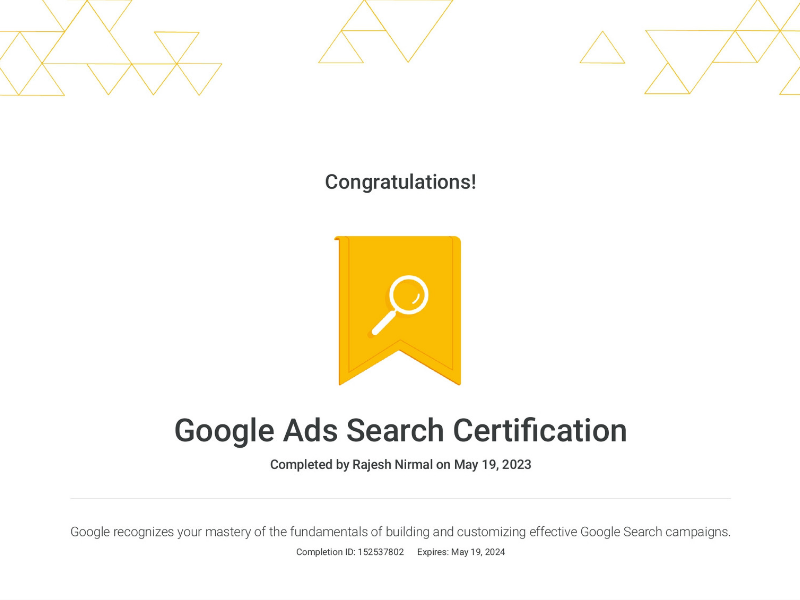 Congratulations!
Google Ads Search Certification
Completed by Rajesh Nirmal on May 19, 2023
Google recognizes your mastery of the fundamentals of building and customizing effective Google Search campaigns.
Completion ID: 152537802 Expires: May 19, 2024